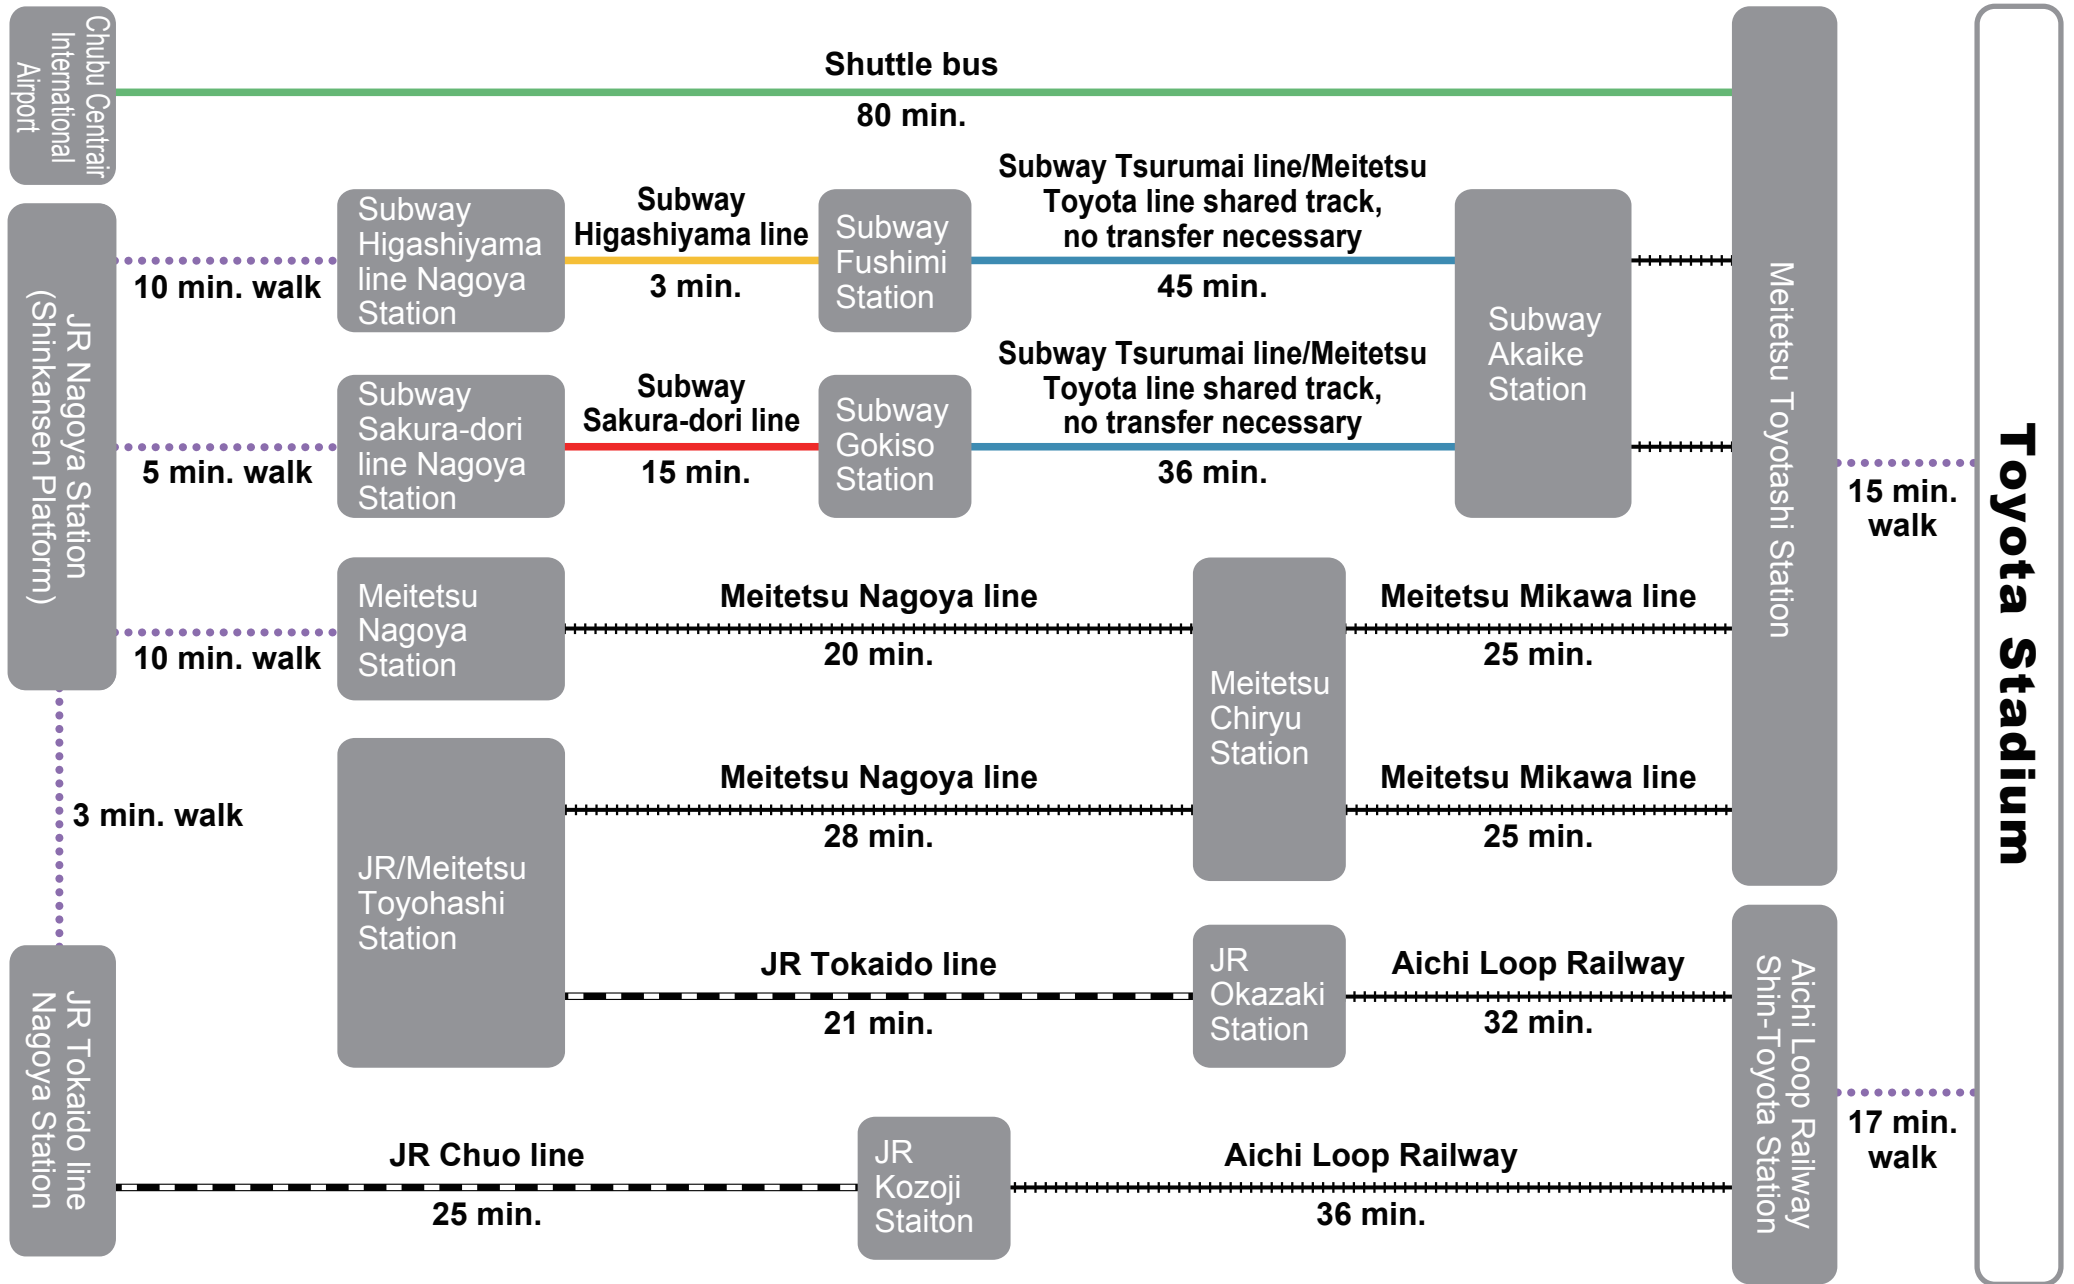 Chubu Centrair
International
Airport
Shuttle bus
80 min.
JR Nagoya Station
(Shinkansen Platform)
10 min. walk
Subway
Higashiyama
line Nagoya
Station
Subway
Higashiyama line
3 min.
Subway
Fushimi
Station
Subway Tsurumai line/Meitetsu
Toyota line shared track,
no transfer necessary
45 min.
5 min. walk
Subway
Sakura-dori
line Nagoya
Station
Subway
Sakura-dori line
15 min.
Subway
Gokiso
Station
Subway Tsurumai line/Meitetsu
Toyota line shared track,
no transfer necessary
36 min.
Subway
Akaike
Station
10 min. walk
Meitetsu
Nagoya
Station
Meitetsu Nagoya line
20 min.
Meitetsu
Chiryu
Station
Meitetsu Mikawa line
25 min.
Meitetsu Toyotashi Station
15 min.
walk
Toyota Stadium
3 min. walk
JR/Meitetsu
Toyohashi
Station
Meitetsu Nagoya line
28 min.
Meitetsu Mikawa line
25 min.
JR Tokaido line
21 min.
JR
Okazaki
Station
Aichi Loop Railway
32 min.
JR Tokaido line
Nagoya Station
JR Chuo line
25 min.
JR
Kozoji
Staiton
Aichi Loop Railway
36 min.
Aichi Loop Railway
Shin-Toyota Station
17 min.
walk